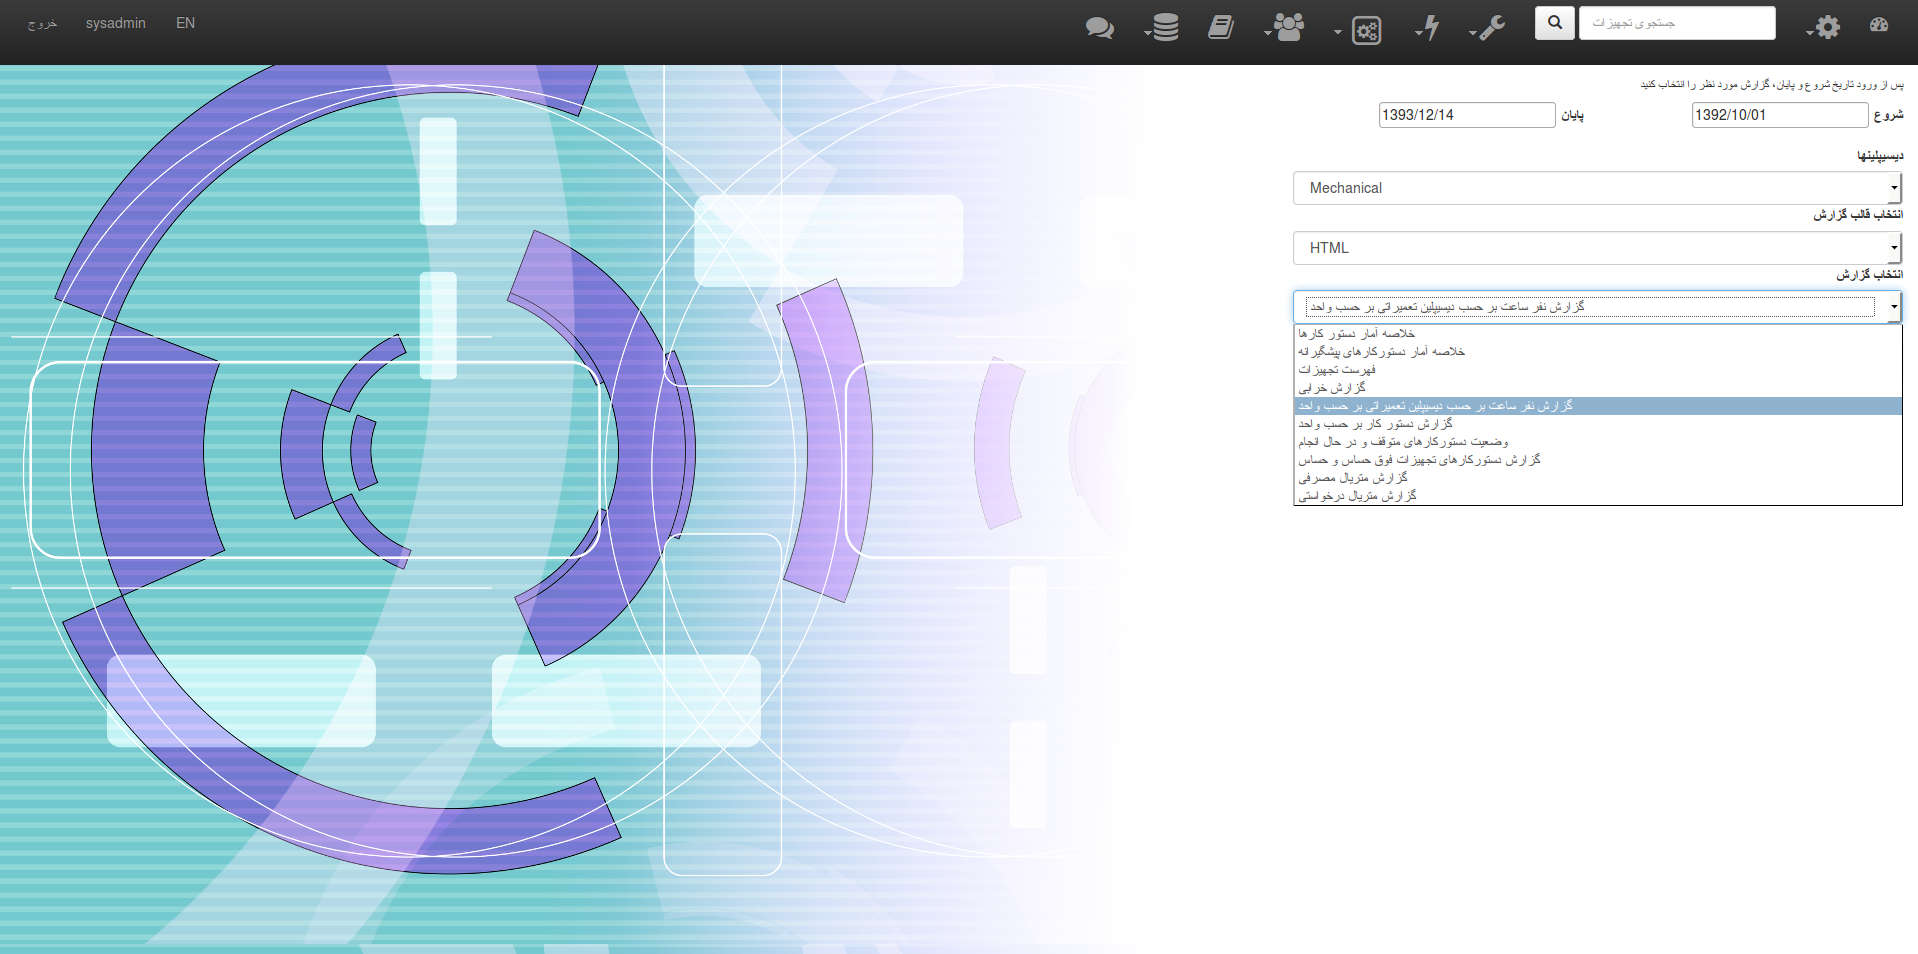 جستجوی تجهیزات
EN
sysadmin
خروج
پس از ورود تاریخ شروع و پایان، گزارش مورد نظر را انتخاب کنید
شروع 1392/10/01 پایان 1393/12/14
دیسیپلینها
Mechanical
انتخاب قالب گزارش
HTML
انتخاب گزارش
گزارش نفر ساعت بر حسب دیسیپلین تعمیراتی بر حسب واحد
خلاصه آمار دستور کارها
خلاصه آمار دستورکارهای پیشگیرانه
فهرست تجهیزات
گزارش خرابی
گزارش نفر ساعت بر حسب دیسیپلین تعمیراتی بر حسب واحد
گزارش دستور کار بر حسب واحد
وضعیت دستورکارهای متوقف و در حال انجام
گزارش دستورکارهای تجهیزات فوق حساس و حساس
گزارش متریال مصرفی
گزارش متریال درخواستی